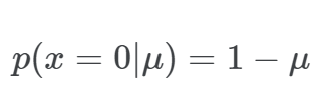 p(x = 0|μ) = 1 − μ